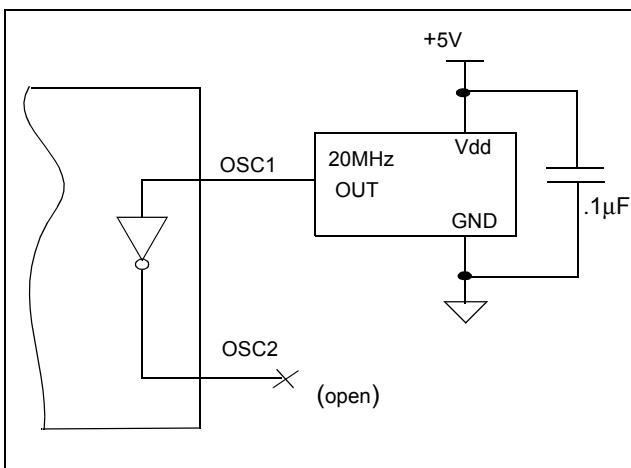 +5V
20MHz
Vdd
OSC1
OUT
GND
.1µF
OSC2
(open)